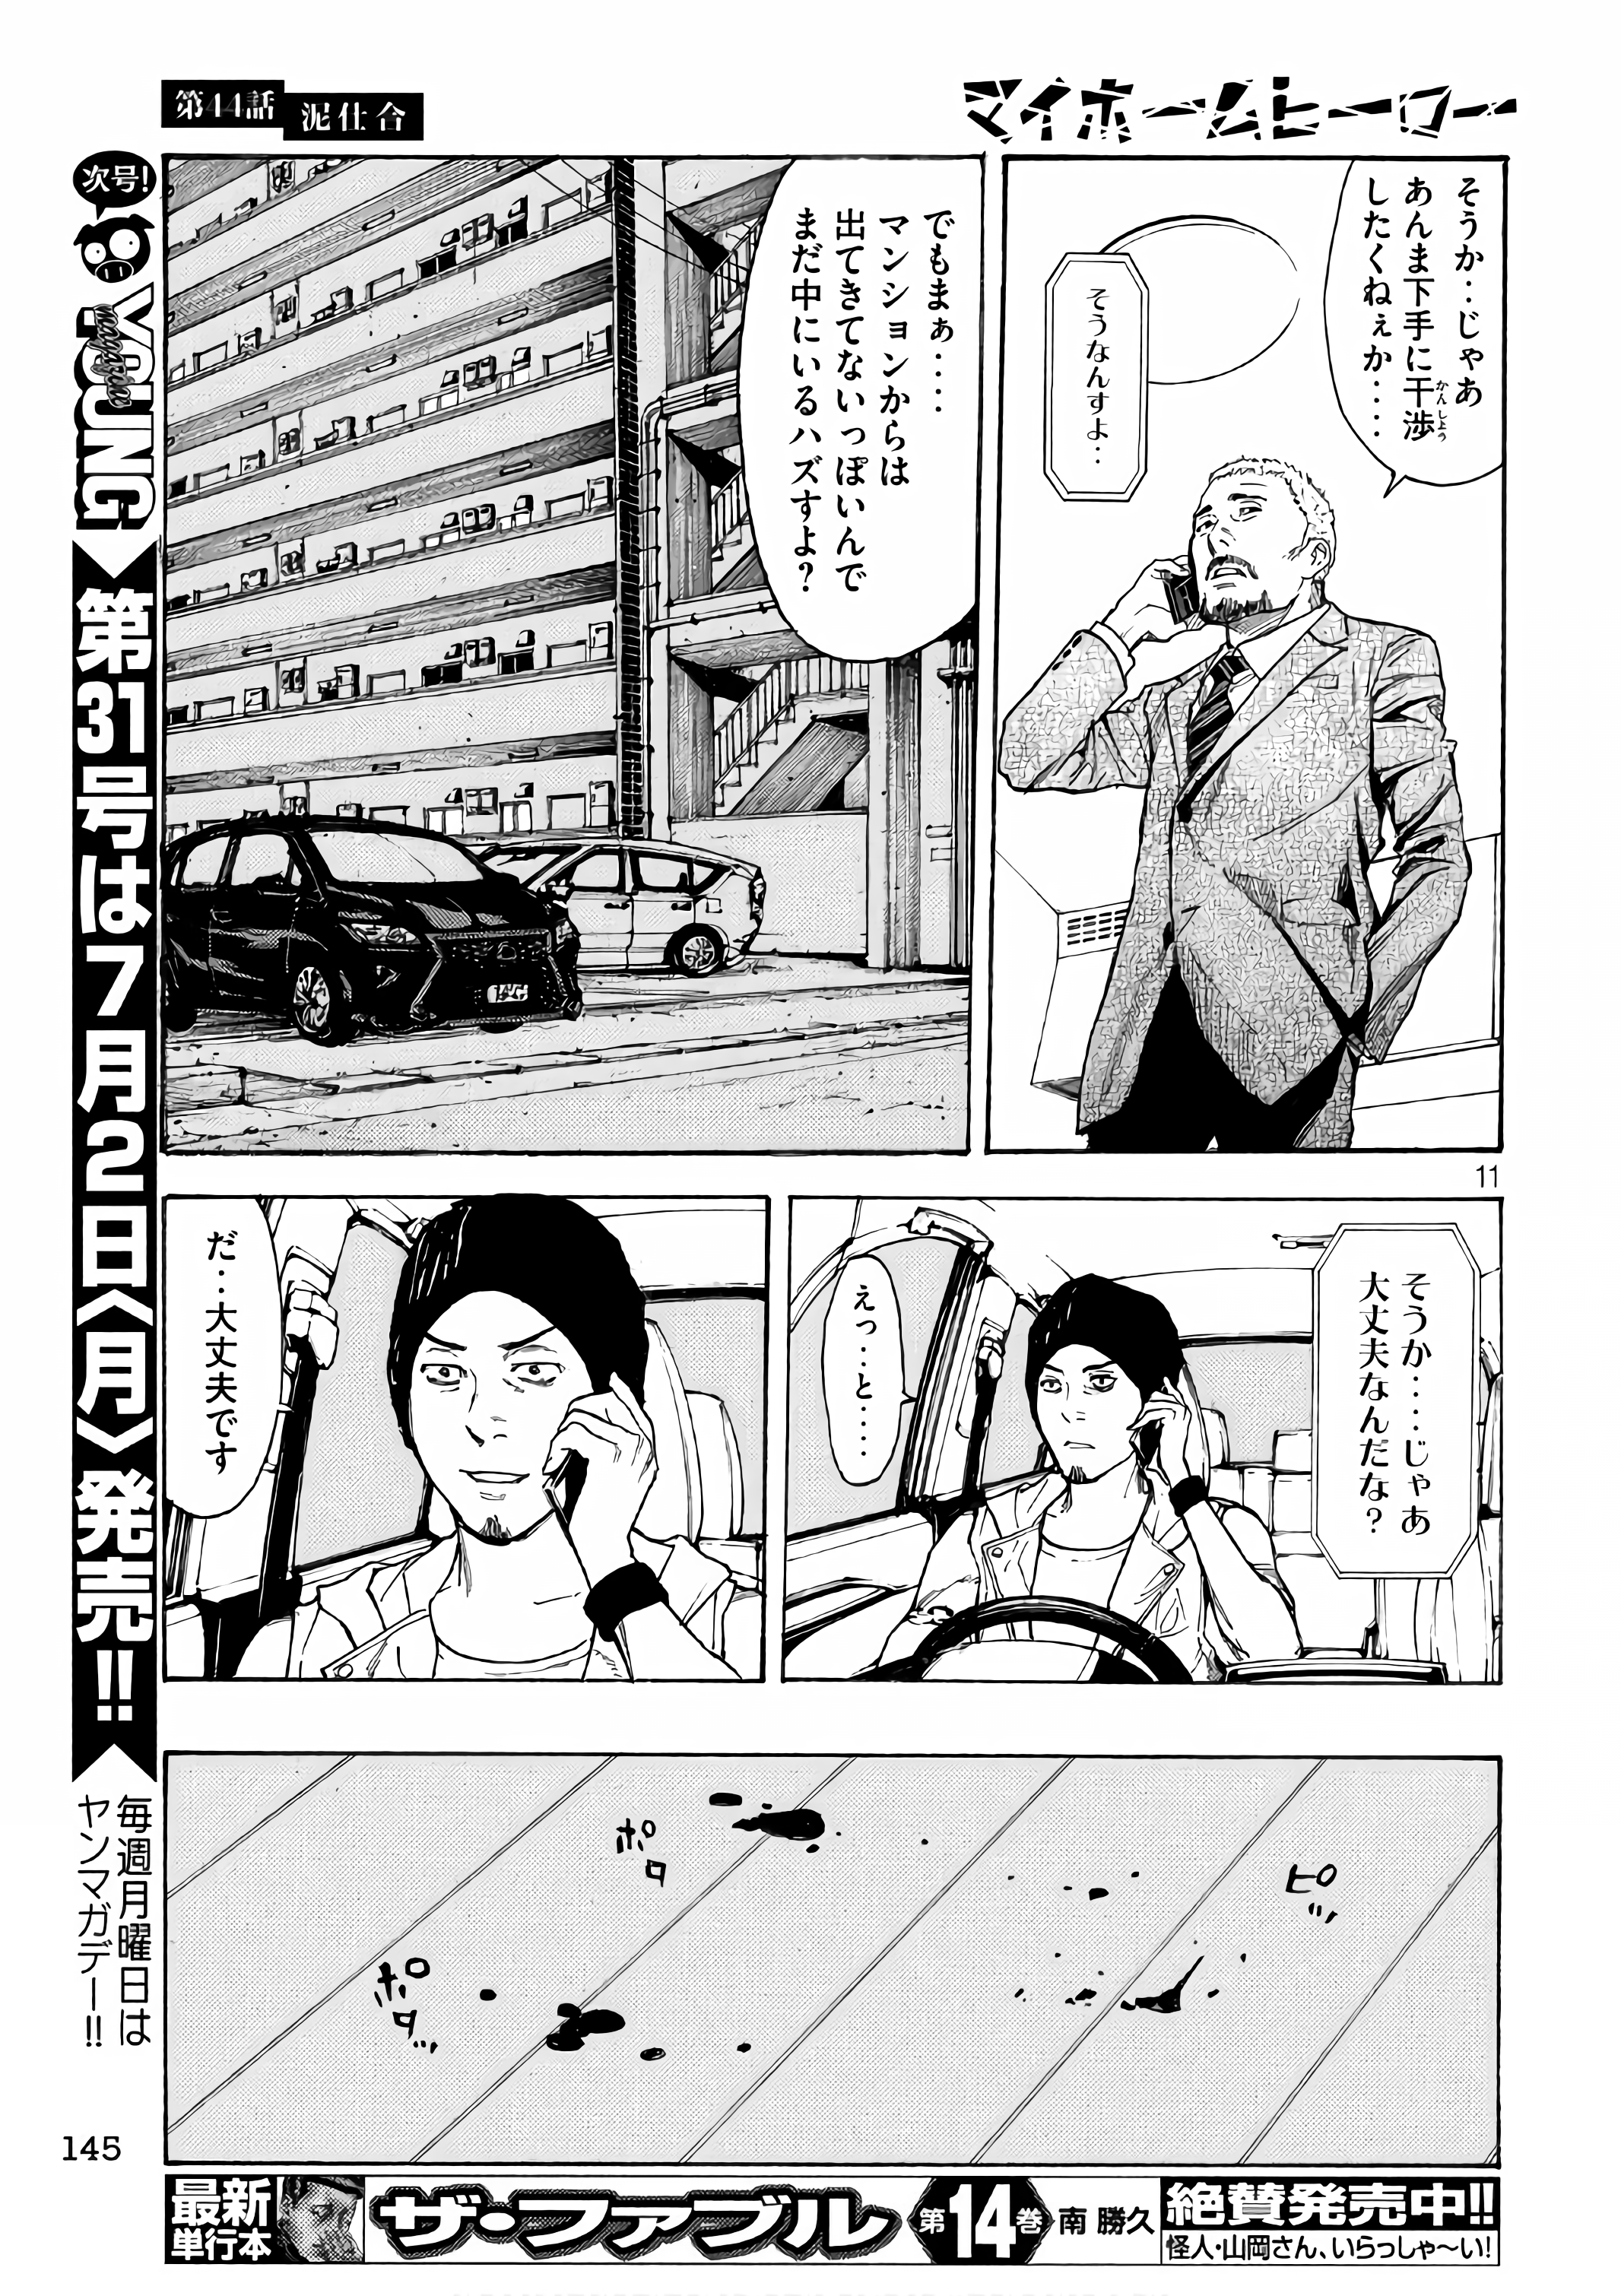 マイホームヒーロー
第44話
泥仕合
そうか‥じゃあ
あんま下手に干渉
かんしょう
したくねぇか‥‥
そうなんすよ‥
でもまぁ‥‥
マンションからは
出てきてないっぽいんで
まだ中にいるハズすよ?
11
そうか‥‥じゃあ
大丈夫なんだな?
えっ‥と‥‥
だ‥大丈夫です
ピッ
ポタ
ポタッ
次号!
YOUNG
magazine
第31号は7月2日〈月〉発売!!
毎週月曜日は
ヤンマガデー!!
145
最新
単行本
ザ・ファブル
第14巻
南 勝久
絶賛発売中!!
怪人・山岡さん、いらっしゃ〜い!